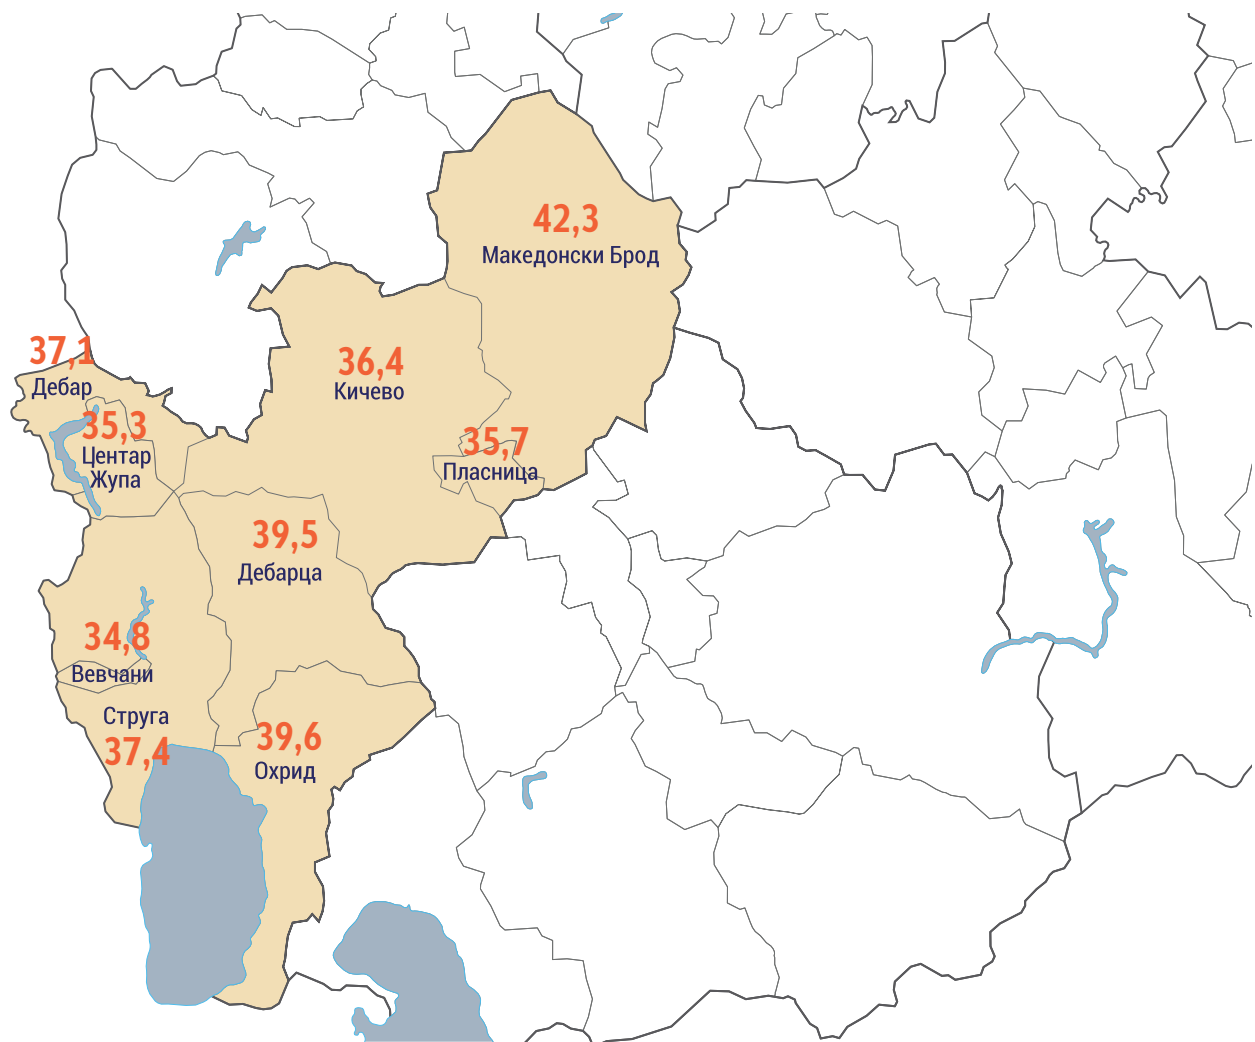 42,3
Македонски Брод
37,1
Дебар
36,4
Кичево
35,3
Центар
Жупа
35,7
Пласница
39,5
Дебарца
34,8
Вевчани
Струга
37,4
39,6
Охрид